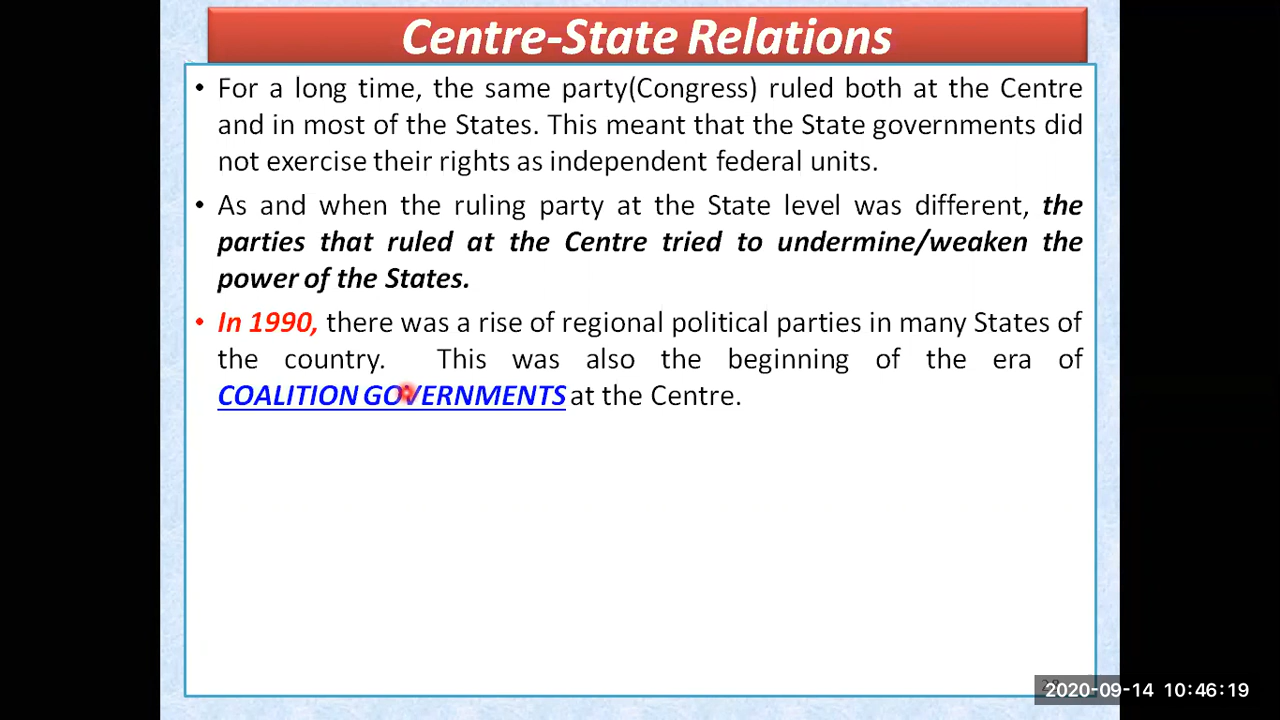 Centre-State Relations
• For a long time, the same party(Congress) ruled both at the Centre
and in most of the States. This meant that the State governments did
not exercise their rights as independent federal units.
• As and when the ruling party at the State level was different, the
parties that ruled at the Centre tried to undermine/weaken the
power of the States.
• In 1990, there was a rise of regional political parties in many States of
the country. This was also the beginning of the era of
COALITION GOVERNMENTS at the Centre.
2020-09-14 10:46:19